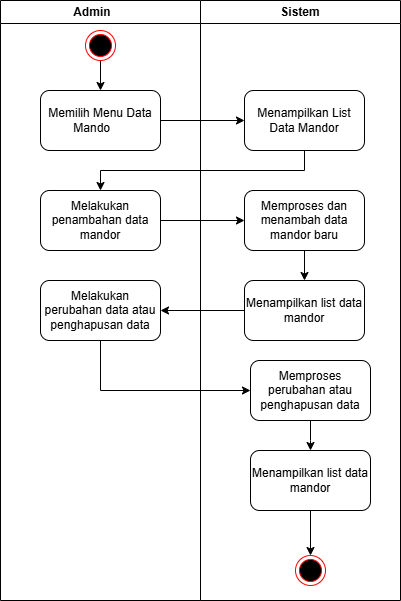 Admin
Sistem
Memilih Menu Data
Mando
Menampilkan List
Data Mandor
Melakukan
penambahan data
mandor
Memproses dan
menambah data
mandor baru
Melakukan
perubahan data atau
penghapusan data
Menampilkan list data
mandor
Memproses
perubahan atau
penghapusan data
Menampilkan list data
mandor